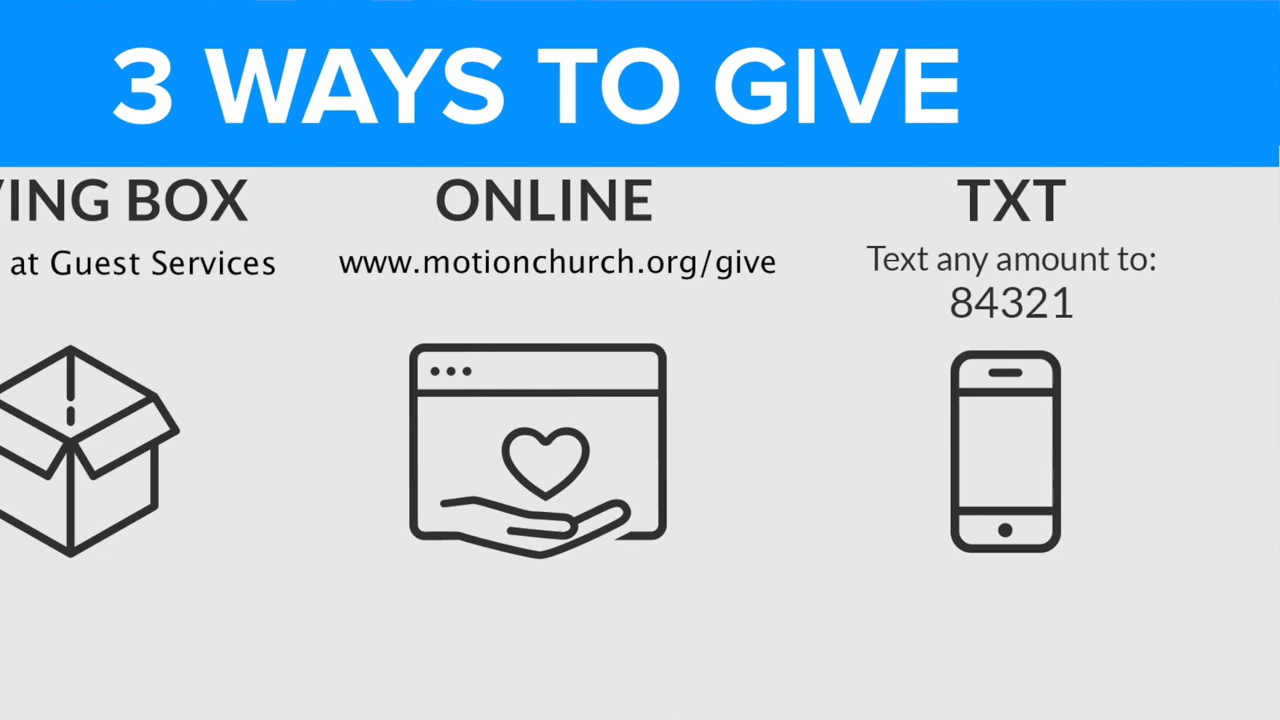 3 WAYS TO GIVE
BOX
at Guest Services
ONLINE
www.motionchurch.org/give
TXT
Text any amount to:
84321